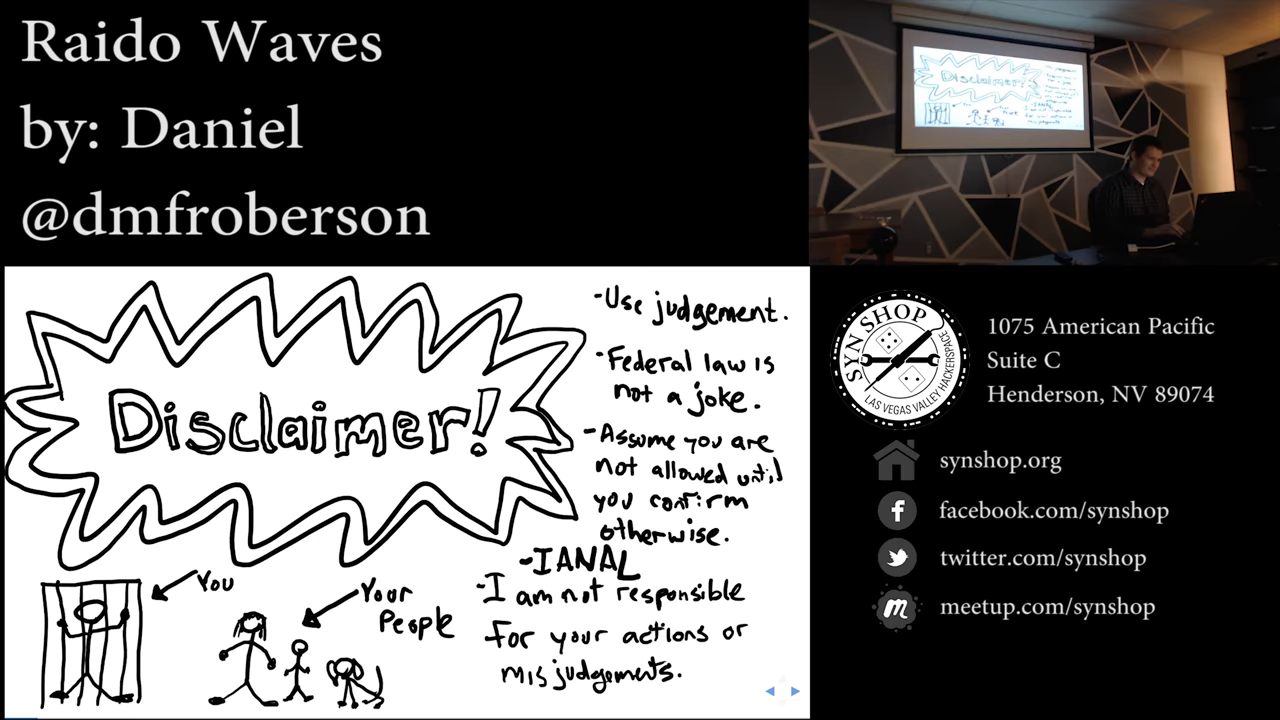 Raido Waves
by: Daniel
@dmfroberson
Disclaimer!
-Use judgement.
-Federal law is
not a joke.
-Assume you are
not allowed until
you confirm
otherwise.
-IANAL
-I am not responsible
for your actions or
misjudgements.
You
Your
People
Disclaimer!
SYN SHOP
LAS VEGAS VALLEY HACKERSPACE
1075 American Pacific
Suite C
Henderson, NV 89074
synshop.org
facebook.com/synshop
twitter.com/synshop
meetup.com/synshop